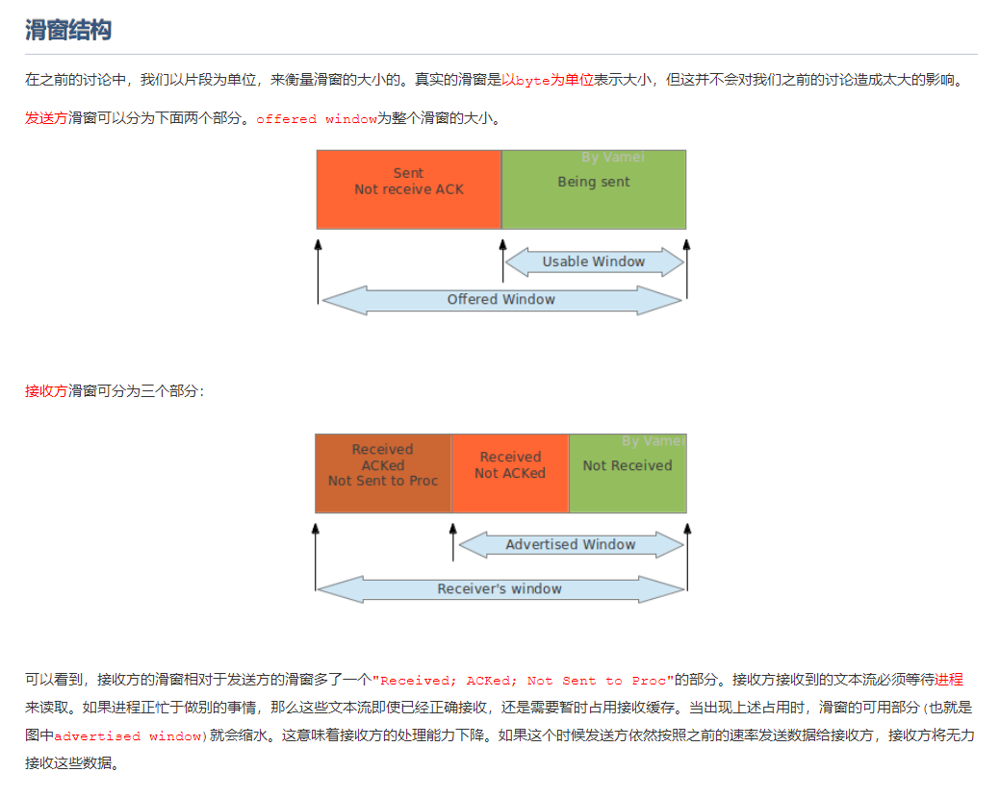 滑窗结构
在之前的讨论中，我们以片段为单位，来衡量滑窗的大小的。真实的滑窗是以byte为单位表示大小，但这并不会对我们之前的讨论造成太大的影响。
发送方滑窗可以分为下面两个部分。offered window为整个滑窗的大小。
By Vamei
Sent
Not receive ACK
Being sent
Usable Window
Offered Window
接收方滑窗可分为三个部分：
By Vamei
Received
ACKed
Not Sent to Proc
Received
Not ACKed
Not Received
Advertised Window
Receiver's window
可以看到，接收方的滑窗相对于发送方的滑窗多了一个"Received; ACKed; Not Sent to Proc"的部分。接收方接收到的文本流必须等待进程
来读取。如果进程正忙于做别的事情，那么这些文本流即使已经正确接收，还是需要暂时占用接收缓存。当出现上述占用时，滑窗的可用部分(也就是
图中advertised window)就会缩水。这意味着接收方的处理能力下降。如果这个时候发送方依然按照之前的速率发送数据给接收方，接收方将无力
接收这些数据。